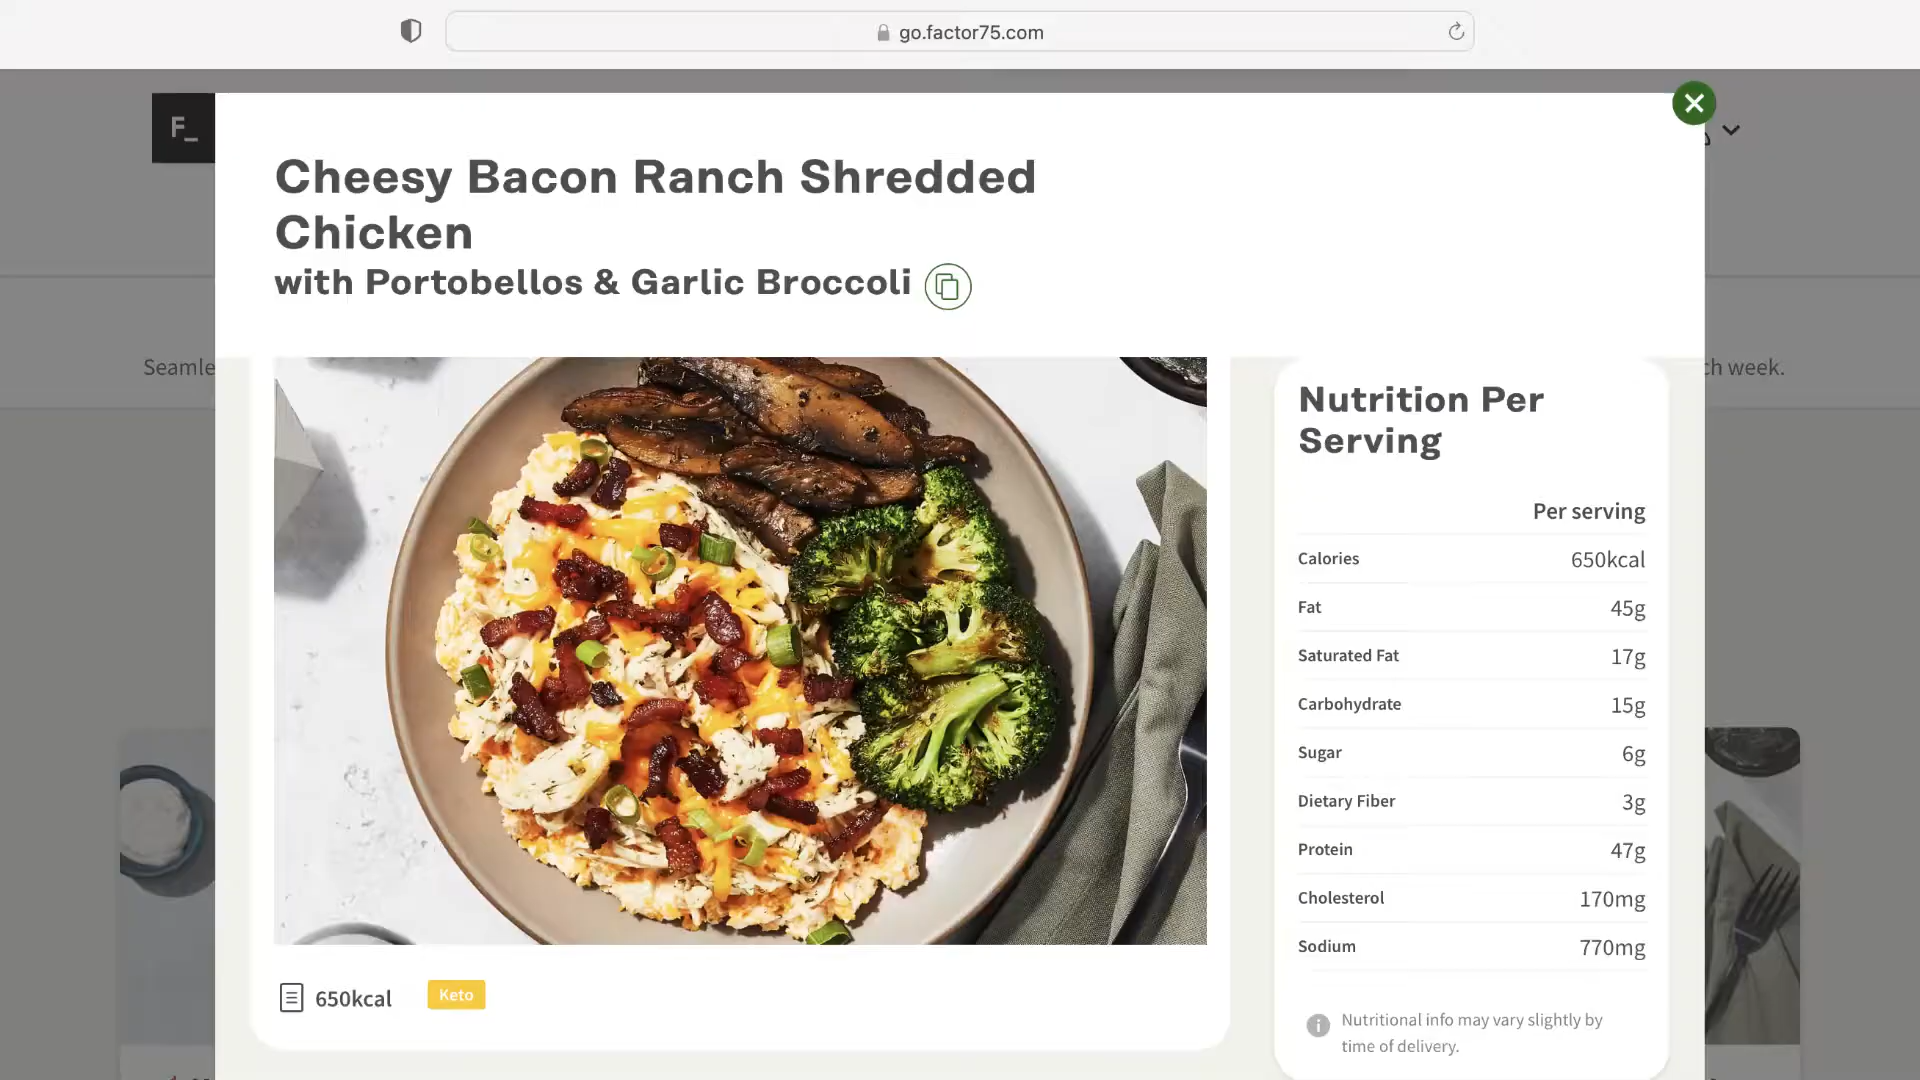 go.factor75.com
F_
Cheesy Bacon Ranch Shredded
Chicken
with Portobellos & Garlic Broccoli
Seamle
ch week.
Nutrition Per
Serving
Per serving
Calories 650kcal
Fat 45g
Saturated Fat 17g
Carbohydrate 15g
Sugar 6g
Dietary Fiber 3g
Protein 47g
Cholesterol 170mg
Sodium 770mg
650kcal
Keto
Nutritional info may vary slightly by
time of delivery.